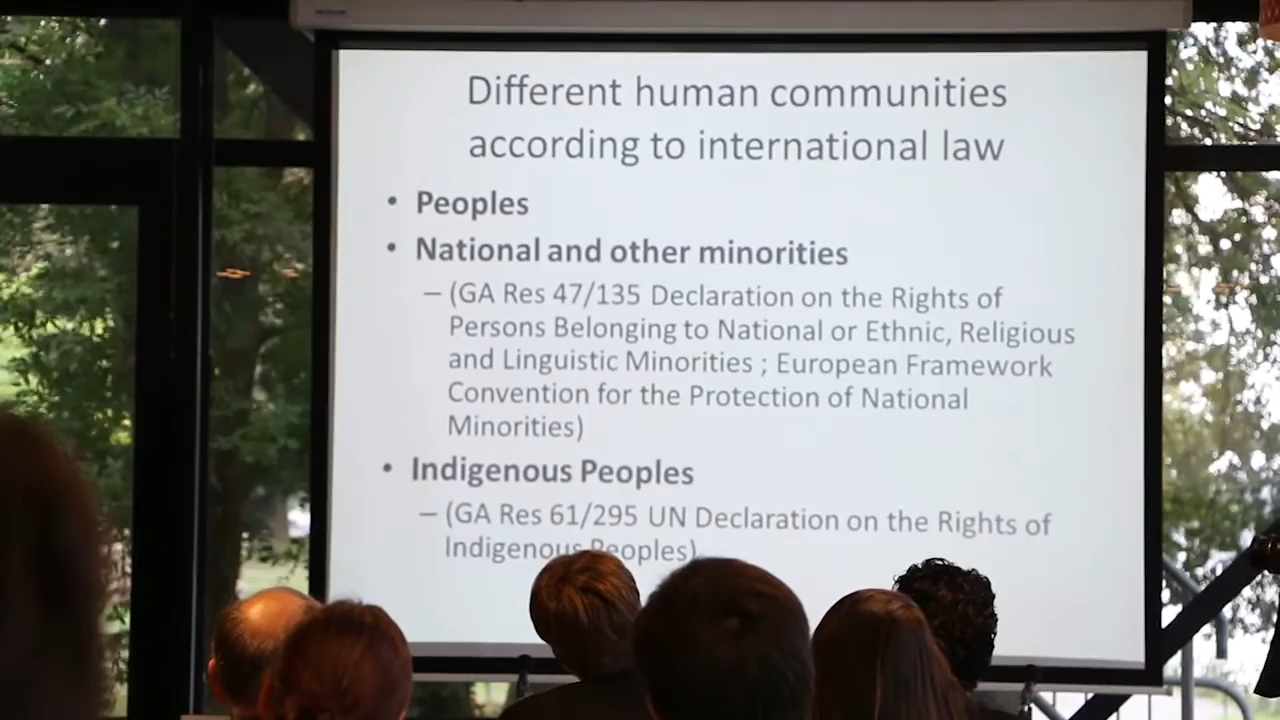 Different human communities
according to international law
• Peoples
• National and other minorities
– (GA Res 47/135 Declaration on the Rights of
Persons Belonging to National or Ethnic, Religious
and Linguistic Minorities ; European Framework
Convention for the Protection of National
Minorities)
• Indigenous Peoples
– (GA Res 61/295 UN Declaration on the Rights of
Indigenous Peoples)